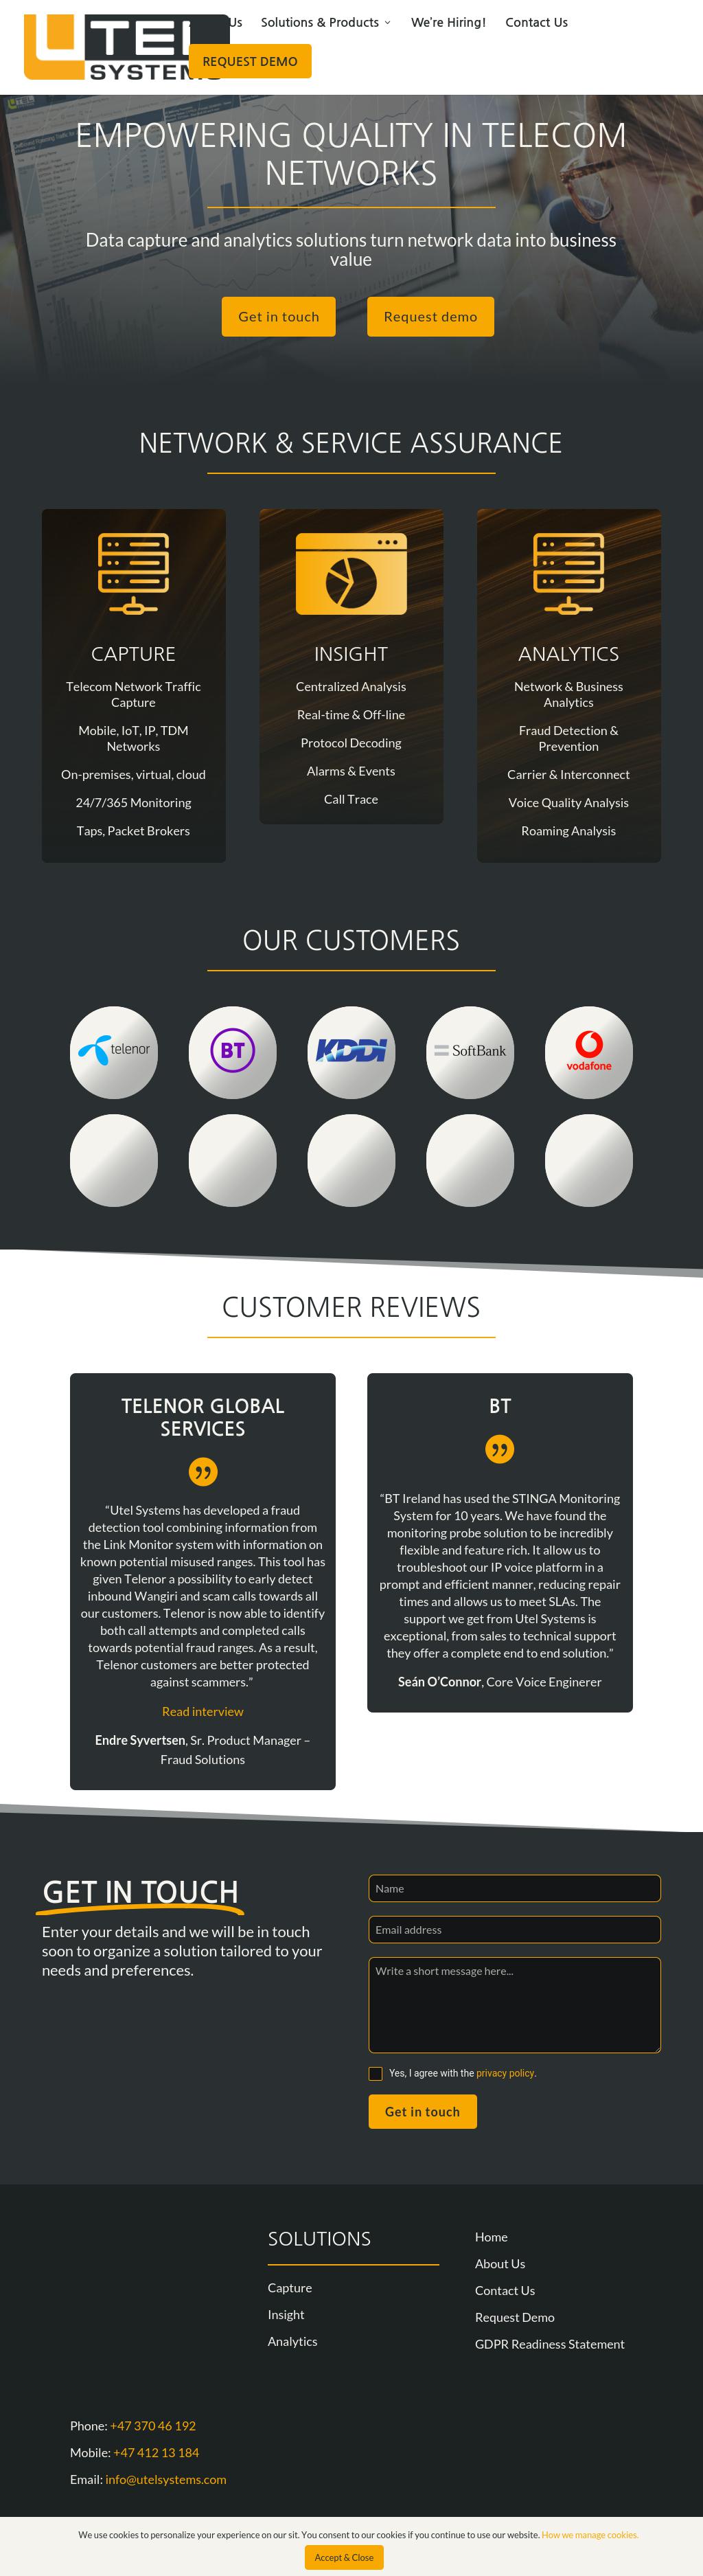 UTEL
SYSTEMS
Us
Solutions & Products
We're Hiring!
Contact Us
REQUEST DEMO
EMPOWERING QUALITY IN TELECOM
NETWORKS
Data capture and analytics solutions turn network data into business
value
Get in touch
Request demo
NETWORK & SERVICE ASSURANCE
CAPTURE
Telecom Network Traffic
Capture
Mobile, IoT, IP, TDM
Networks
On-premises, virtual, cloud
24/7/365 Monitoring
Taps, Packet Brokers
INSIGHT
Centralized Analysis
Real-time & Off-line
Protocol Decoding
Alarms & Events
Call Trace
ANALYTICS
Network & Business
Analytics
Fraud Detection &
Prevention
Carrier & Interconnect
Voice Quality Analysis
Roaming Analysis
OUR CUSTOMERS
telenor
BT
KDDI
SoftBank
vodafone
CUSTOMER REVIEWS
TELENOR GLOBAL
SERVICES
“Utel Systems has developed a fraud
detection tool combining information from
the Link Monitor system with information on
known potential misused ranges. This tool has
given Telenor a possibility to early detect
inbound Wangiri and scam calls towards all
our customers. Telenor is now able to identify
both call attempts and completed calls
towards potential fraud ranges. As a result,
Telenor customers are better protected
against scammers.”
Read interview
Endre Syvertsen, Sr. Product Manager –
Fraud Solutions
BT
“BT Ireland has used the STINGA Monitoring
System for 10 years. We have found the
monitoring probe solution to be incredibly
flexible and feature rich. It allow us to
troubleshoot our IP voice platform in a
prompt and efficient manner, reducing repair
times and allows us to meet SLAs. The
support we get from Utel Systems is
exceptional, from sales to technical support
they offer a complete end to end solution.”
Seán O’Connor, Core Voice Enginerer
GET IN TOUCH
Enter your details and we will be in touch
soon to organize a solution tailored to your
needs and preferences.
Name
Email address
Write a short message here...
Yes, I agree with the privacy policy.
Get in touch
SOLUTIONS
Capture
Insight
Analytics
Home
About Us
Contact Us
Request Demo
GDPR Readiness Statement
Phone: +47 370 46 192
Mobile: +47 412 13 184
Email: info@utelsystems.com
We use cookies to personalize your experience on our sit. You consent to our cookies if you continue to use our website. How we manage cookies.
Accept & Close